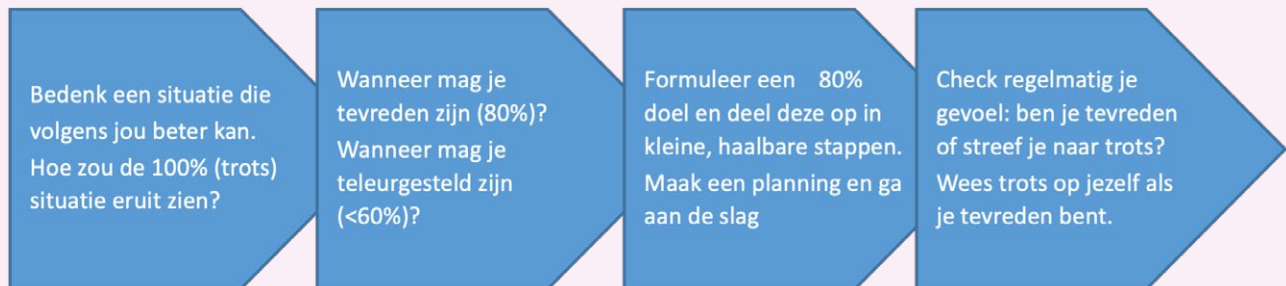 Bedenk een situatie die
volgens jou beter kan.
Hoe zou de 100% (trots)
situatie eruit zien?
Wanneer mag je
tevreden zijn (80%)?
Wanneer mag je
teleurgesteld zijn
(<60%)?
Formuleer een 80%
doel en deel deze op in
kleine, haalbare stappen.
Maak een planning en ga
aan de slag
Check regelmatig je
gevoel: ben je tevreden
of streef je naar trots?
Wees trots op jezelf als
je tevreden bent.